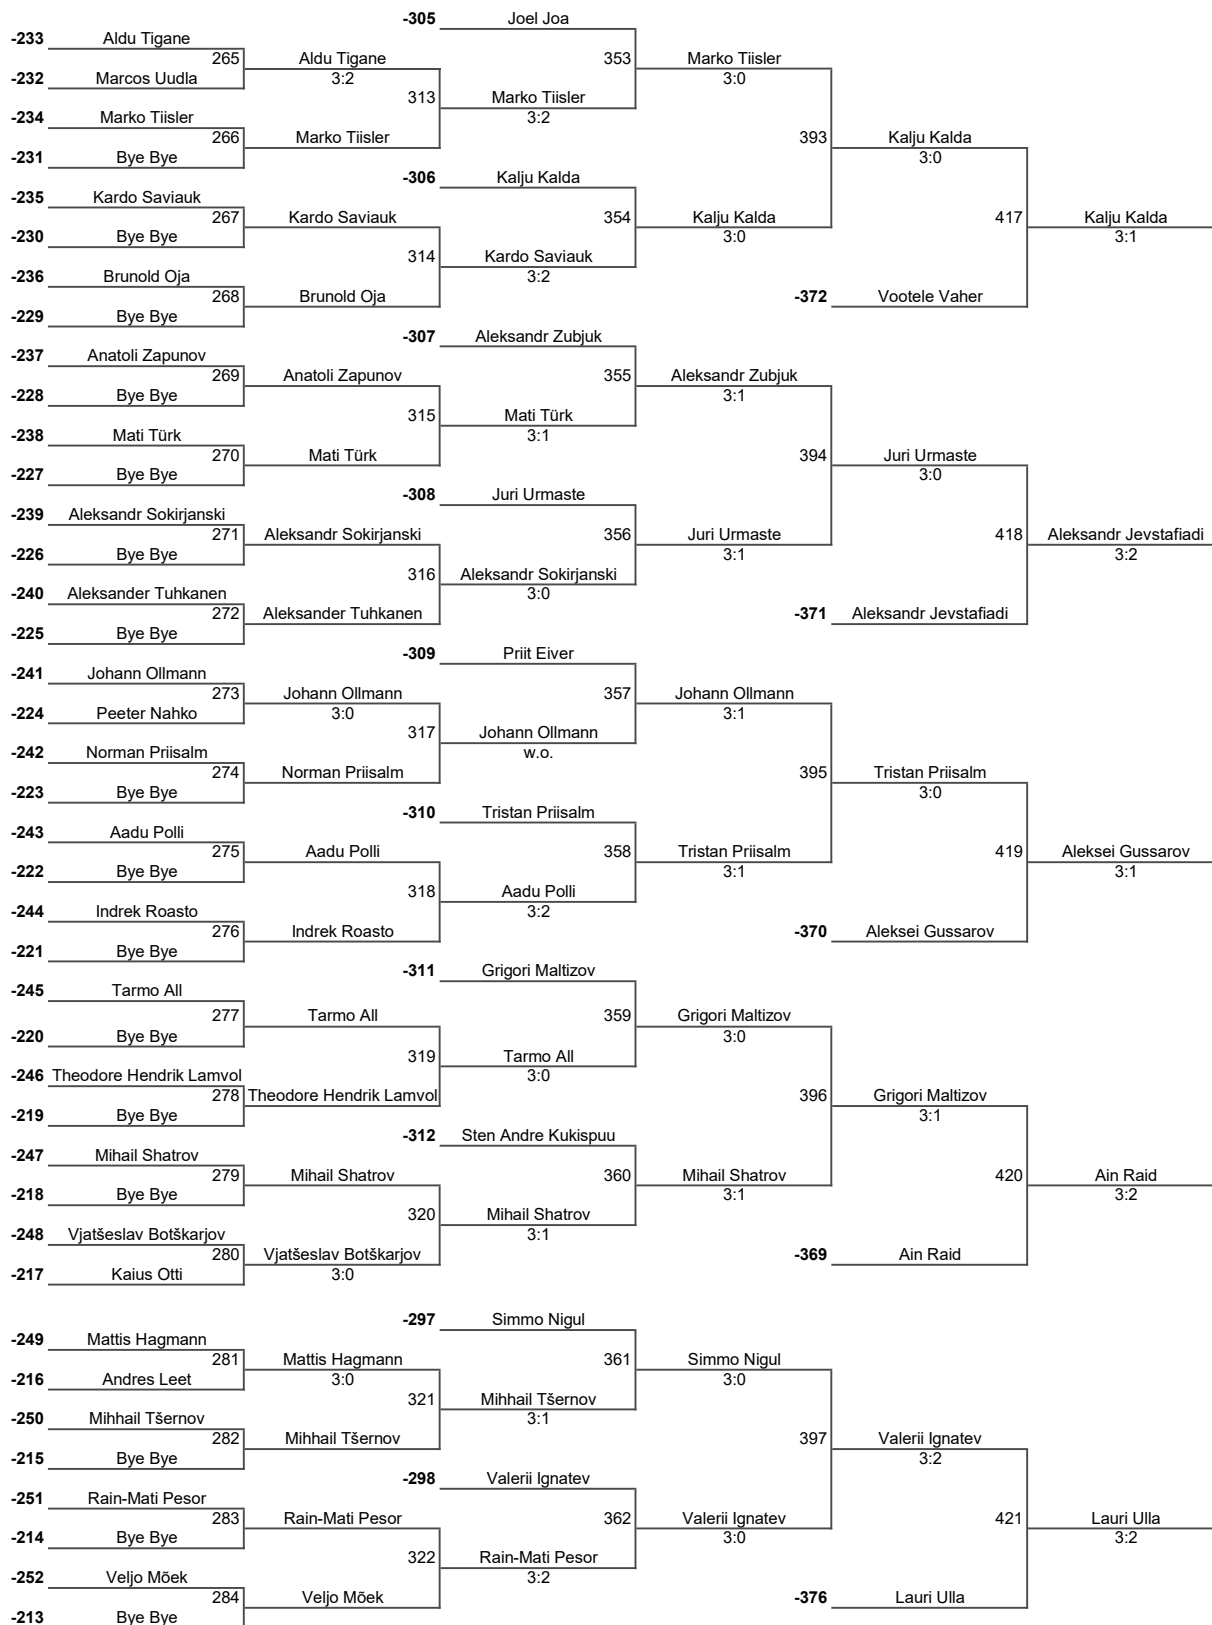 -305 Joel Joa
-233 Aldu Tigane
265 Aldu Tigane 353 Marko Tiisler
-232 Marcos Uudla 3:2 3:0
313 Marko Tiisler
-234 Marko Tiisler 3:2
266 Marko Tiisler 393 Kalju Kalda
-231 Bye Bye 3:0
-306 Kalju Kalda
-235 Kardo Saviauk
267 Kardo Saviauk 354 Kalju Kalda 417 Kalju Kalda
-230 Bye Bye 3:0 3:1
314 Kardo Saviauk
-236 Brunold Oja 3:2
268 Brunold Oja -372 Vootele Vaher
-229 Bye Bye
-307 Aleksandr Zubjuk
-237 Anatoli Zapunov
269 Anatoli Zapunov 355 Aleksandr Zubjuk
-228 Bye Bye 3:1
315 Mati Türk
-238 Mati Türk 3:1
270 Mati Türk 394 Juri Urmaste
-227 Bye Bye 3:0
-308 Juri Urmaste
-239 Aleksandr Sokirjanski
271 Aleksandr Sokirjanski 356 Juri Urmaste 418 Aleksandr Jevstafiadi
-226 Bye Bye 3:1 3:2
316 Aleksandr Sokirjanski
-240 Aleksander Tuhkanen 3:0
272 Aleksander Tuhkanen -371 Aleksandr Jevstafiadi
-225 Bye Bye
-309 Priit Eiver
-241 Johann Ollmann
273 Johann Ollmann 357 Johann Ollmann
-224 Peeter Nahko 3:0 3:1
317 Johann Ollmann
-242 Norman Priisalm w.o.
274 Norman Priisalm 395 Tristan Priisalm
-223 Bye Bye 3:0
-310 Tristan Priisalm
-243 Aadu Polli
275 Aadu Polli 358 Tristan Priisalm 419 Aleksei Gussarov
-222 Bye Bye 3:1 3:1
318 Aadu Polli
-244 Indrek Roasto 3:2
276 Indrek Roasto -370 Aleksei Gussarov
-221 Bye Bye
-311 Grigori Maltizov
-245 Tarmo All
277 Tarmo All 359 Grigori Maltizov
-220 Bye Bye 3:0
319 Tarmo All
-246 Theodore Hendrik Lamvol 3:0
278 Theodore Hendrik Lamvol 396 Grigori Maltizov
-219 Bye Bye 3:1
-312 Sten Andre Kukispuu
-247 Mihail Shatrov
279 Mihail Shatrov 360 Mihail Shatrov 420 Ain Raid
-218 Bye Bye 3:1 3:2
320 Mihail Shatrov
-248 Vjatšeslav Botškarjov 3:1
280 Vjatšeslav Botškarjov -369 Ain Raid
-217 Kaius Otti 3:0
-297 Simmo Nigul
-249 Mattis Hagmann
281 Mattis Hagmann 361 Simmo Nigul
-216 Andres Leet 3:0 3:0
321 Mihhail Tšernov
-250 Mihhail Tšernov 3:1
282 Mihhail Tšernov 397 Valerii Ignatev
-215 Bye Bye 3:2
-298 Valerii Ignatev
-251 Rain-Mati Pesor
283 Rain-Mati Pesor 362 Valerii Ignatev 421 Lauri Ulla
-214 Bye Bye 3:0 3:2
322 Rain-Mati Pesor
-252 Veljo Mõek 3:2
284 Veljo Mõek -376 Lauri Ulla
-213 Bye Bye